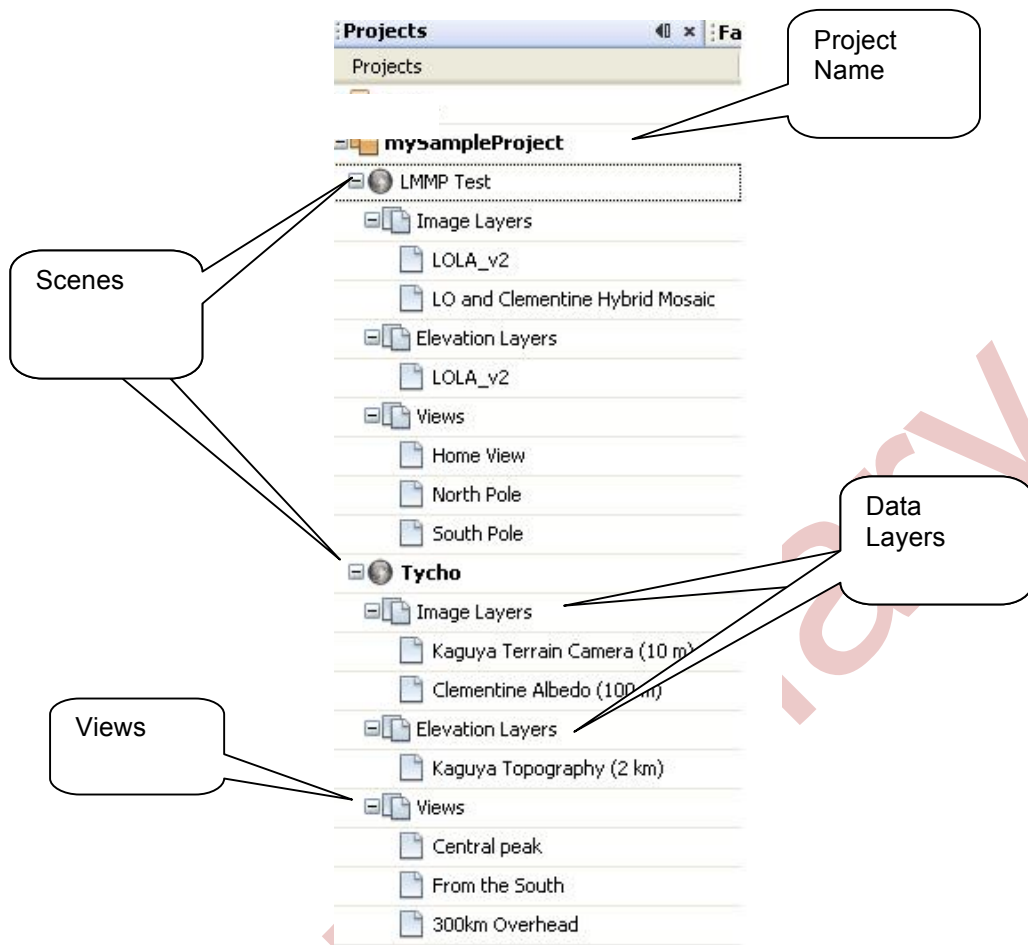 Projects
Fa
Projects
Project
Name
mySampleProject
LMMP Test
Image Layers
LOLA_v2
Scenes
LO and Clementine Hybrid Mosaic
Elevation Layers
LOLA_v2
Views
Home View
North Pole
South Pole
Data
Layers
Tycho
Image Layers
Kaguya Terrain Camera (10 m)
Clementine Albedo (100 m)
Elevation Layers
Views
Kaguya Topography (2 km)
Views
Central peak
From the South
300km Overhead